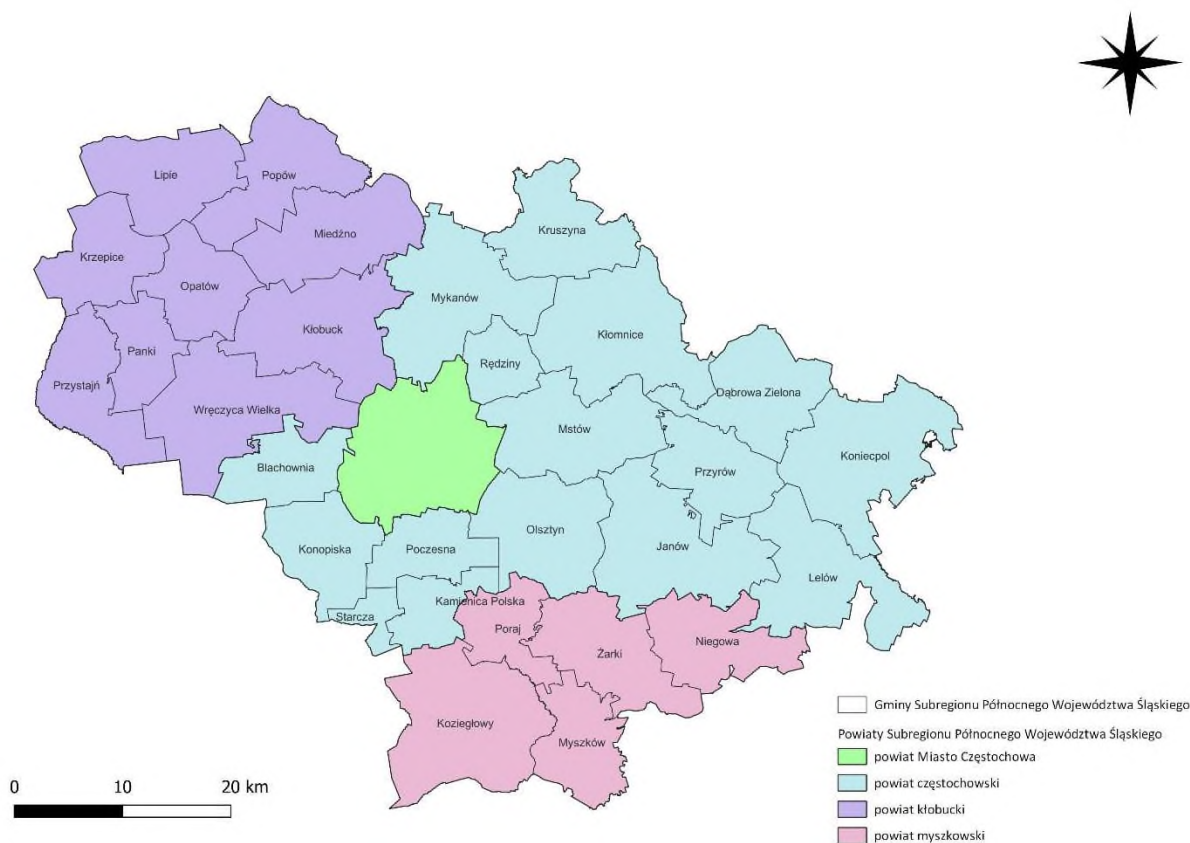 Lipie
Popów
Miedźno
Kruszyna
Krzepice
Opatów
Mykanów
Kłobuck
Kłomnice
Panki
Rędziny
Przystajń
Dąbrowa Zielona
Wręczyca Wielka
Mstów
Koniecpol
Blachownia
Przyrów
Olsztyn
Konopiska
Poczesna
Janów
Lelów
Kamienica Polska
Starcza
Poraj
Niegowa
Żarki
Koziegłowy
Myszków
0 10 20 km
Gminy Subregionu Północnego Województwa Śląskiego
Powiaty Subregionu Północnego Województwa Śląskiego
powiat Miasto Częstochowa
powiat częstochowski
powiat kłobucki
powiat myszkowski